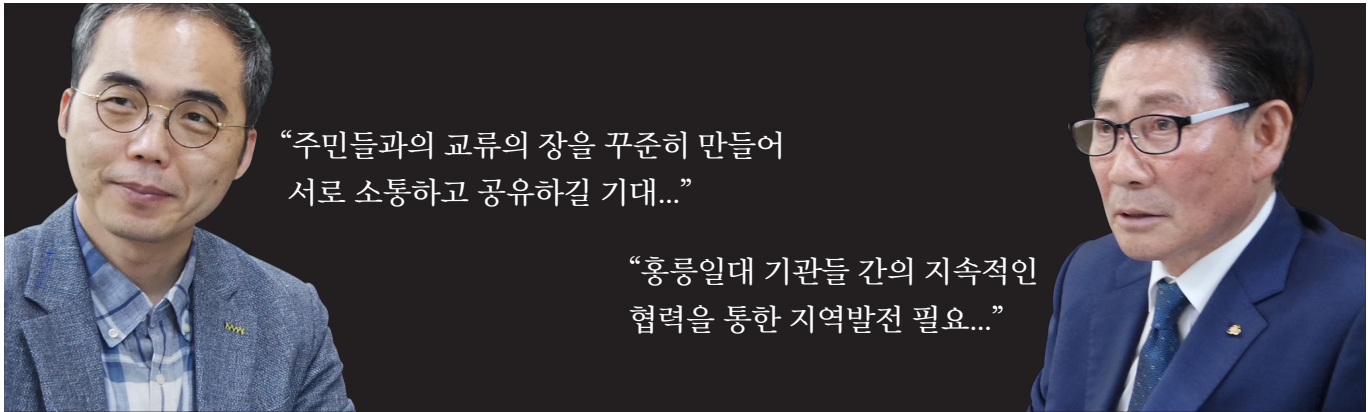 “주민들과의 교류의 장을 꾸준히 만들어
서로 소통하고 공유하길 기대...”
“홍릉일대 기관들 간의 지속적인
협력을 통한 지역발전 필요...”